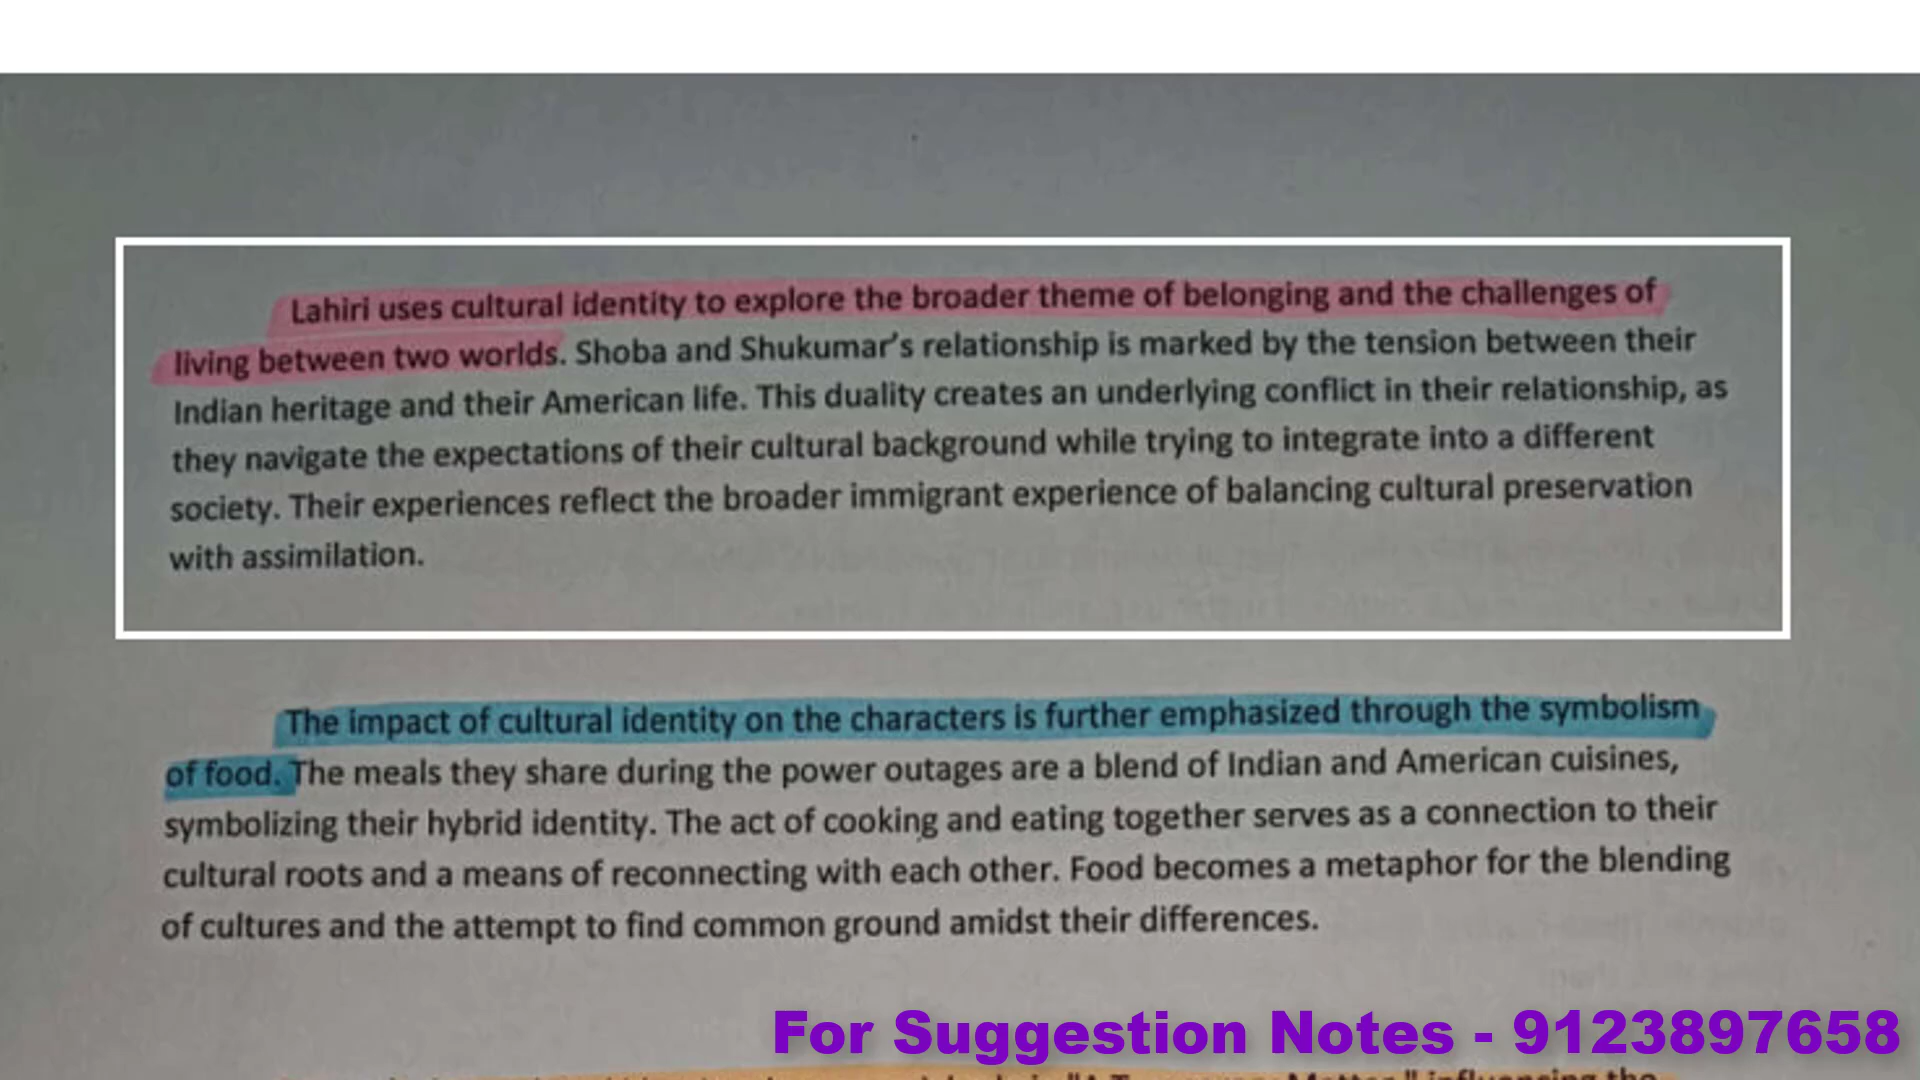 Lahiri uses cultural identity to explore the broader theme of belonging and the challenges of
living between two worlds. Shoba and Shukumar's relationship is marked by the tension between their
Indian heritage and their American life. This duality creates an underlying conflict in their relationship, as
they navigate the expectations of their cultural background while trying to integrate into a different
society. Their experiences reflect the broader immigrant experience of balancing cultural preservation
with assimilation.
The impact of cultural identity on the characters is further emphasized through the symbolism
of food. The meals they share during the power outages are a blend of Indian and American cuisines,
symbolizing their hybrid identity. The act of cooking and eating together serves as a connection to their
cultural roots and a means of reconnecting with each other. Food becomes a metaphor for the blending
of cultures and the attempt to find common ground amidst their differences.
For Suggestion Notes - 9123897658
influencing the